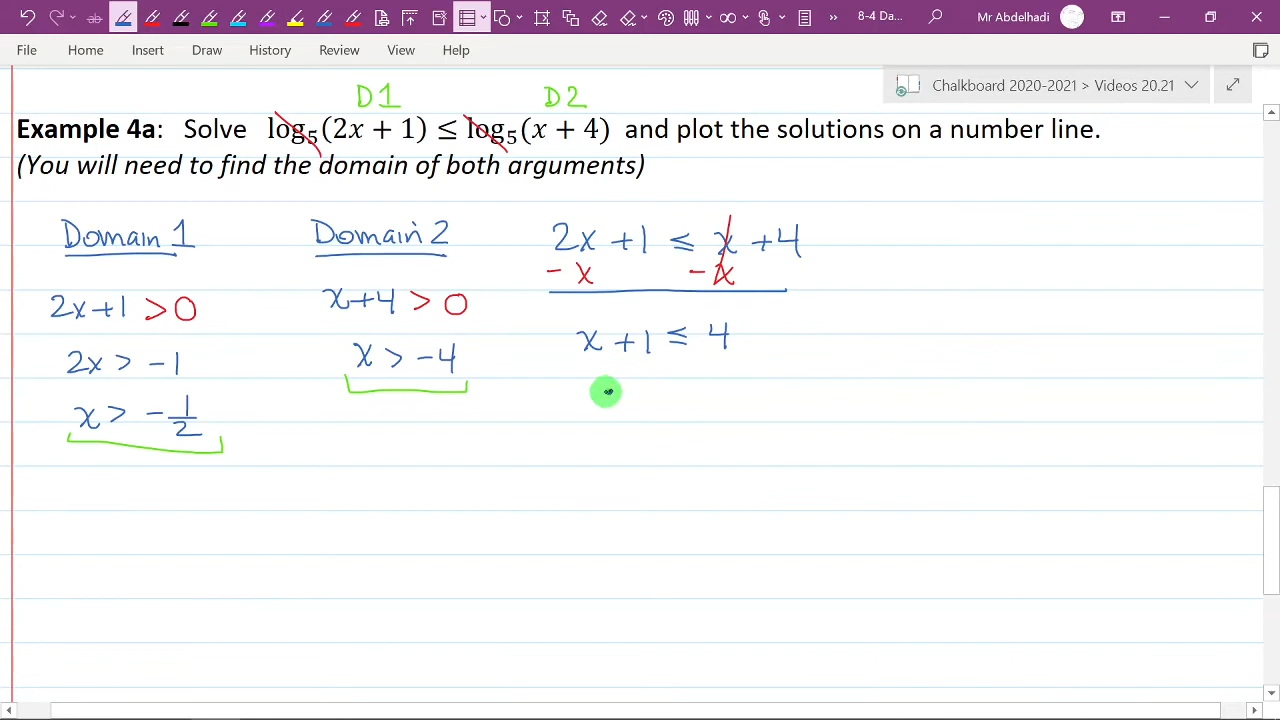 8-4 Da... Mr Abdelhadi
File Home Insert Draw History Review View Help
Chalkboard 2020-2021 > Videos 20.21
D1 D2
Example 4a: Solve log₅(2x + 1) ≤ log₅(x + 4) and plot the solutions on a number line.
(You will need to find the domain of both arguments)
Domain 1
2x+1 > 0
2x > -1
x > - 1/2
Domain 2
x+4 > 0
x > -4
2x + 1 ≤ x + 4
- x - x
x + 1 ≤ 4